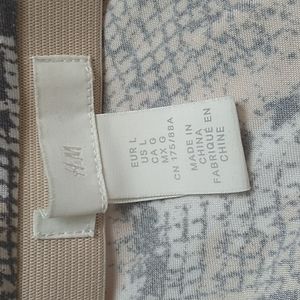 H&M
EUR L
US L
CA G
MX G
CN 175/88A
MADE IN
CHINA
FABRIQUÉ EN
CHINE